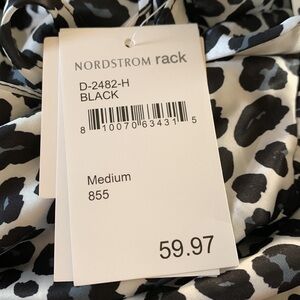 NORDSTROM rack
D-2482-H
BLACK
8 10070 63431 5
Medium
855
59.97